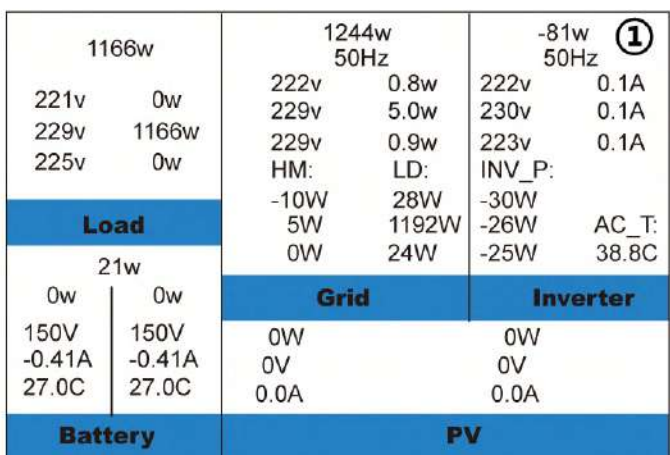 1166w
221v 0w
229v 1166w
225v 0w
Load
1244w
50Hz
222v 0.8w
229v 5.0w
229v 0.9w
HM: LD:
-10W 28W
5W 1192W
0W 24W
Grid
-81w ①
50Hz
222v 0.1A
230v 0.1A
223v 0.1A
INV_P:
-30W
-26W AC_T:
-25W 38.8C
Inverter
21w
0w 0w
150V 150V
-0.41A -0.41A
27.0C 27.0C
Battery
0W 0W
0V 0V
0.0A 0.0A
PV